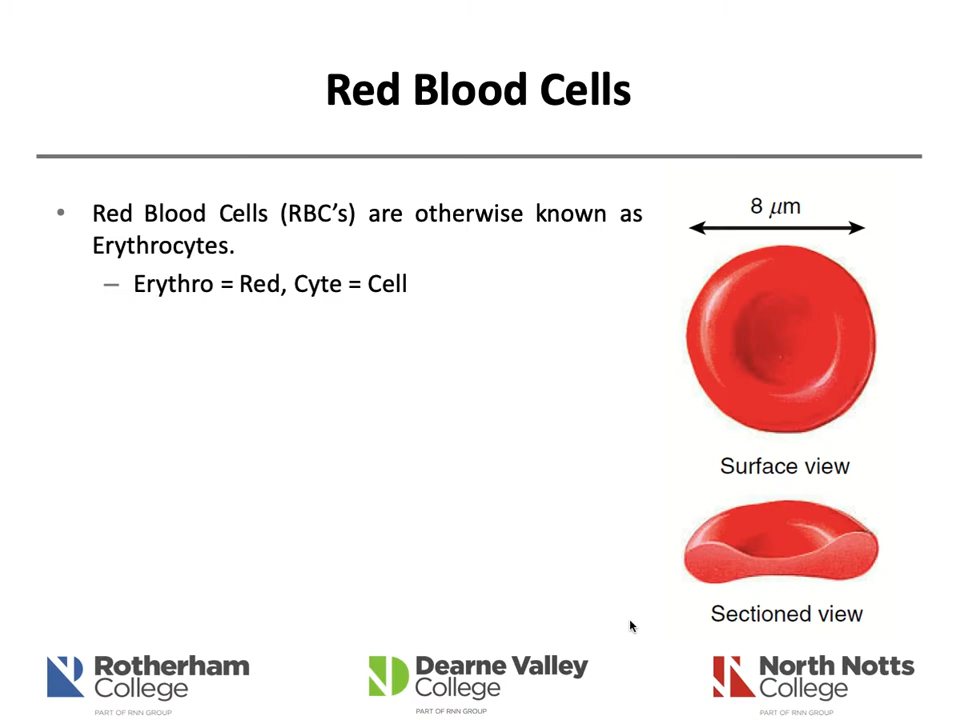 Red Blood Cells
• Red Blood Cells (RBC's) are otherwise known as
Erythrocytes.
– Erythro = Red, Cyte = Cell
8 μm
Surface view
Sectioned view
Rotherham
College
PART OF RNN GROUP
Dearne Valley
College
PART OF RNN GROUP
North Notts
College
PART OF RNN GROUP